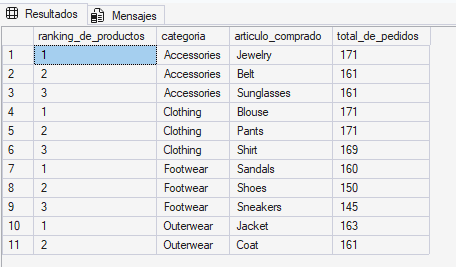 Resultados Mensajes
ranking_de_productos categoria articulo_comprado total_de_pedidos
1 1 Accessories Jewelry 171
2 2 Accessories Belt 161
3 3 Accessories Sunglasses 161
4 1 Clothing Blouse 171
5 2 Clothing Pants 171
6 3 Clothing Shirt 169
7 1 Footwear Sandals 160
8 2 Footwear Shoes 150
9 3 Footwear Sneakers 145
10 1 Outerwear Jacket 163
11 2 Outerwear Coat 161